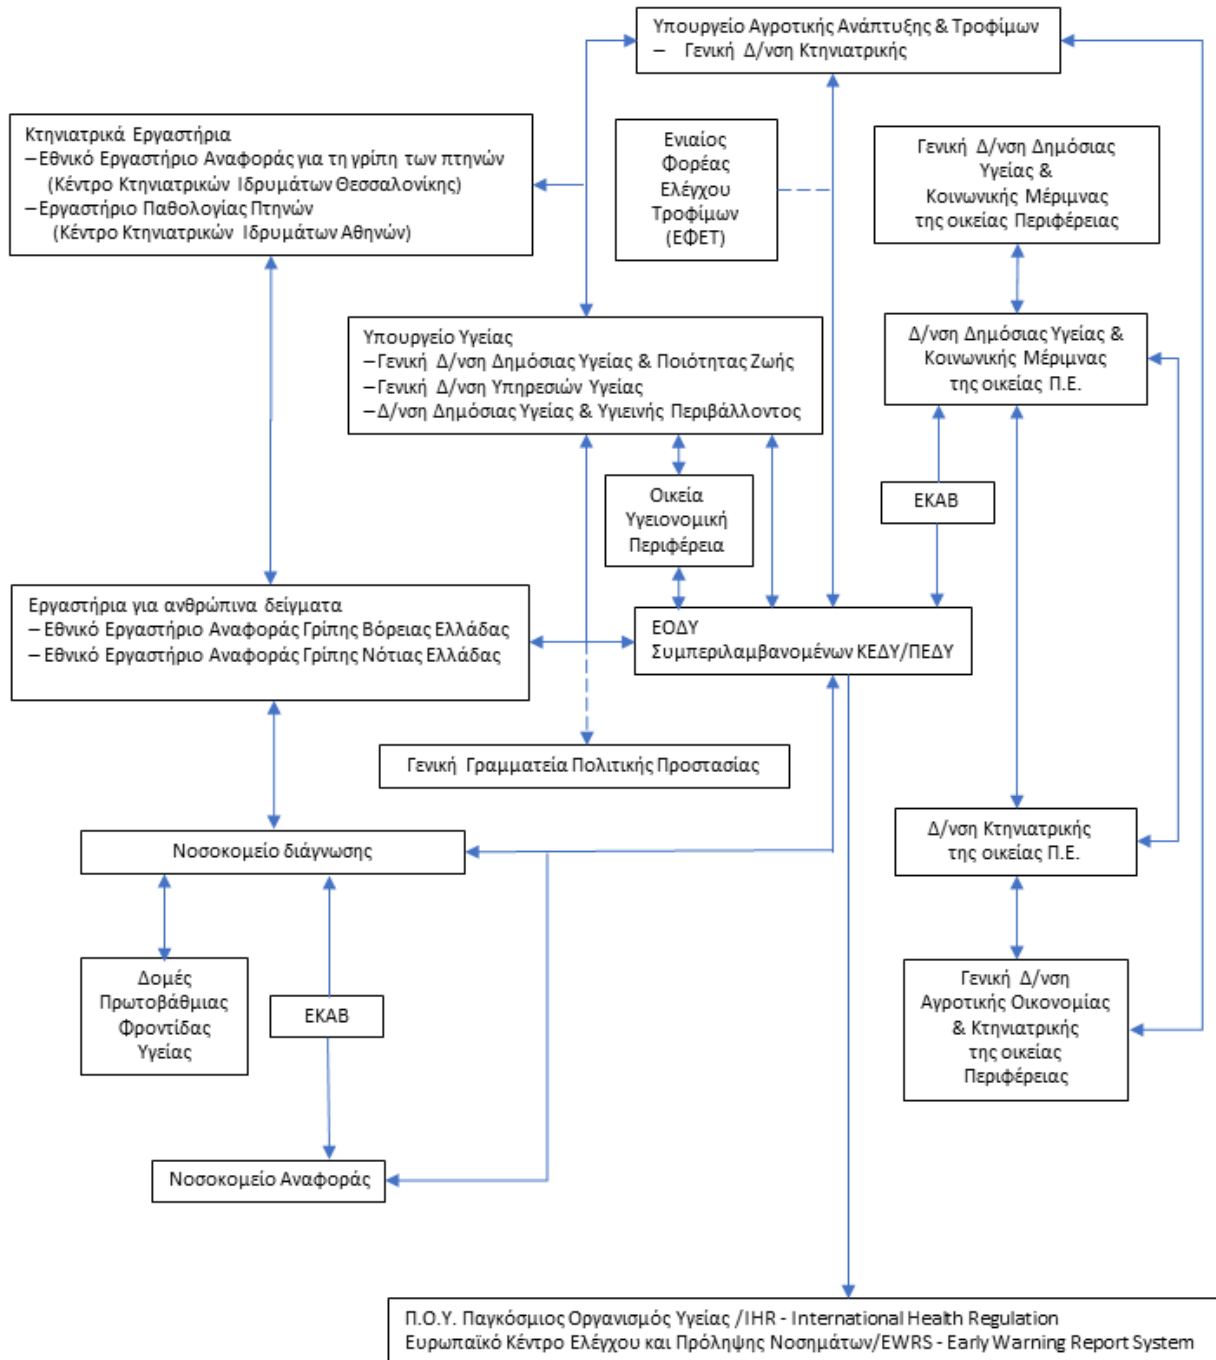 Υπουργείο Αγροτικής Ανάπτυξης & Τροφίμων
– Γενική Δ/νση Κτηνιατρικής
Κτηνιατρικά Εργαστήρια
–Εθνικό Εργαστήριο Αναφοράς για τη γρίπη των πτηνών
(Κέντρο Κτηνιατρικών Ιδρυμάτων Θεσσαλονίκης)
–Εργαστήριο Παθολογίας Πτηνών
(Κέντρο Κτηνιατρικών Ιδρυμάτων Αθηνών)
Ενιαίος
Φορέας
Ελέγχου
Τροφίμων
(ΕΦΕΤ)
Γενική Δ/νση Δημόσιας
Υγείας &
Κοινωνικής Μέριμνας
της οικείας Περιφέρειας
Υπουργείο Υγείας
–Γενική Δ/νση Δημόσιας Υγείας & Ποιότητας Ζωής
–Γενική Δ/νση Υπηρεσιών Υγείας
–Δ/νση Δημόσιας Υγείας & Υγιεινής Περιβάλλοντος
Δ/νση Δημόσιας Υγείας &
Κοινωνικής Μέριμνας
της οικείας Π.Ε.
Οικεία
Υγειονομική
Περιφέρεια
ΕΚΑΒ
Εργαστήρια για ανθρώπινα δείγματα
– Εθνικό Εργαστήριο Αναφοράς Γρίπης Βόρειας Ελλάδας
– Εθνικό Εργαστήριο Αναφοράς Γρίπης Νότιας Ελλάδας
ΕΟΔΥ
Συμπεριλαμβανομένων ΚΕΔΥ/ΠΕΔΥ
Γενική Γραμματεία Πολιτικής Προστασίας
Νοσοκομείο διάγνωσης
Δ/νση Κτηνιατρικής
της οικείας Π.Ε.
Δομές
Πρωτοβάθμιας
Φροντίδας
Υγείας
ΕΚΑΒ
Γενική Δ/νση
Αγροτικής Οικονομίας
& Κτηνιατρικής
της οικείας
Περιφέρειας
Νοσοκομείο Αναφοράς
Π.Ο.Υ. Παγκόσμιος Οργανισμός Υγείας /IHR - International Health Regulation
Ευρωπαϊκό Κέντρο Ελέγχου και Πρόληψης Νοσημάτων/EWRS - Early Warning Report System